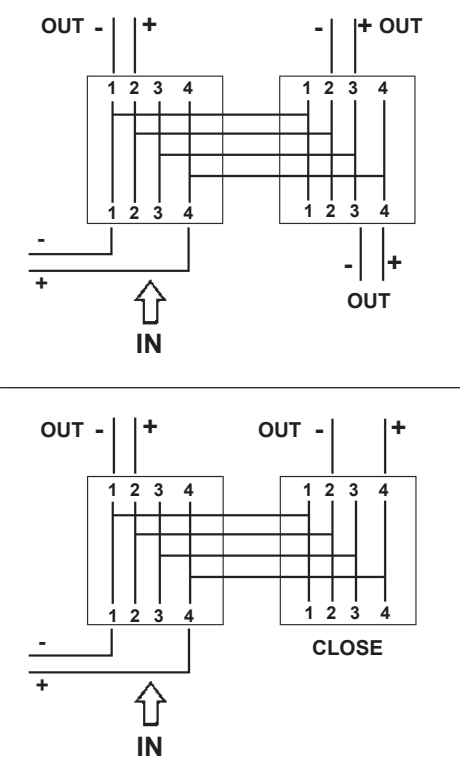 OUT - + - + OUT
1 2 3 4 1 2 3 4
1 2 3 4 1 2 3 4
-
+
- +
OUT
IN
OUT - + OUT - +
1 2 3 4 1 2 3 4
1 2 3 4 1 2 3 4
CLOSE
-
+
IN